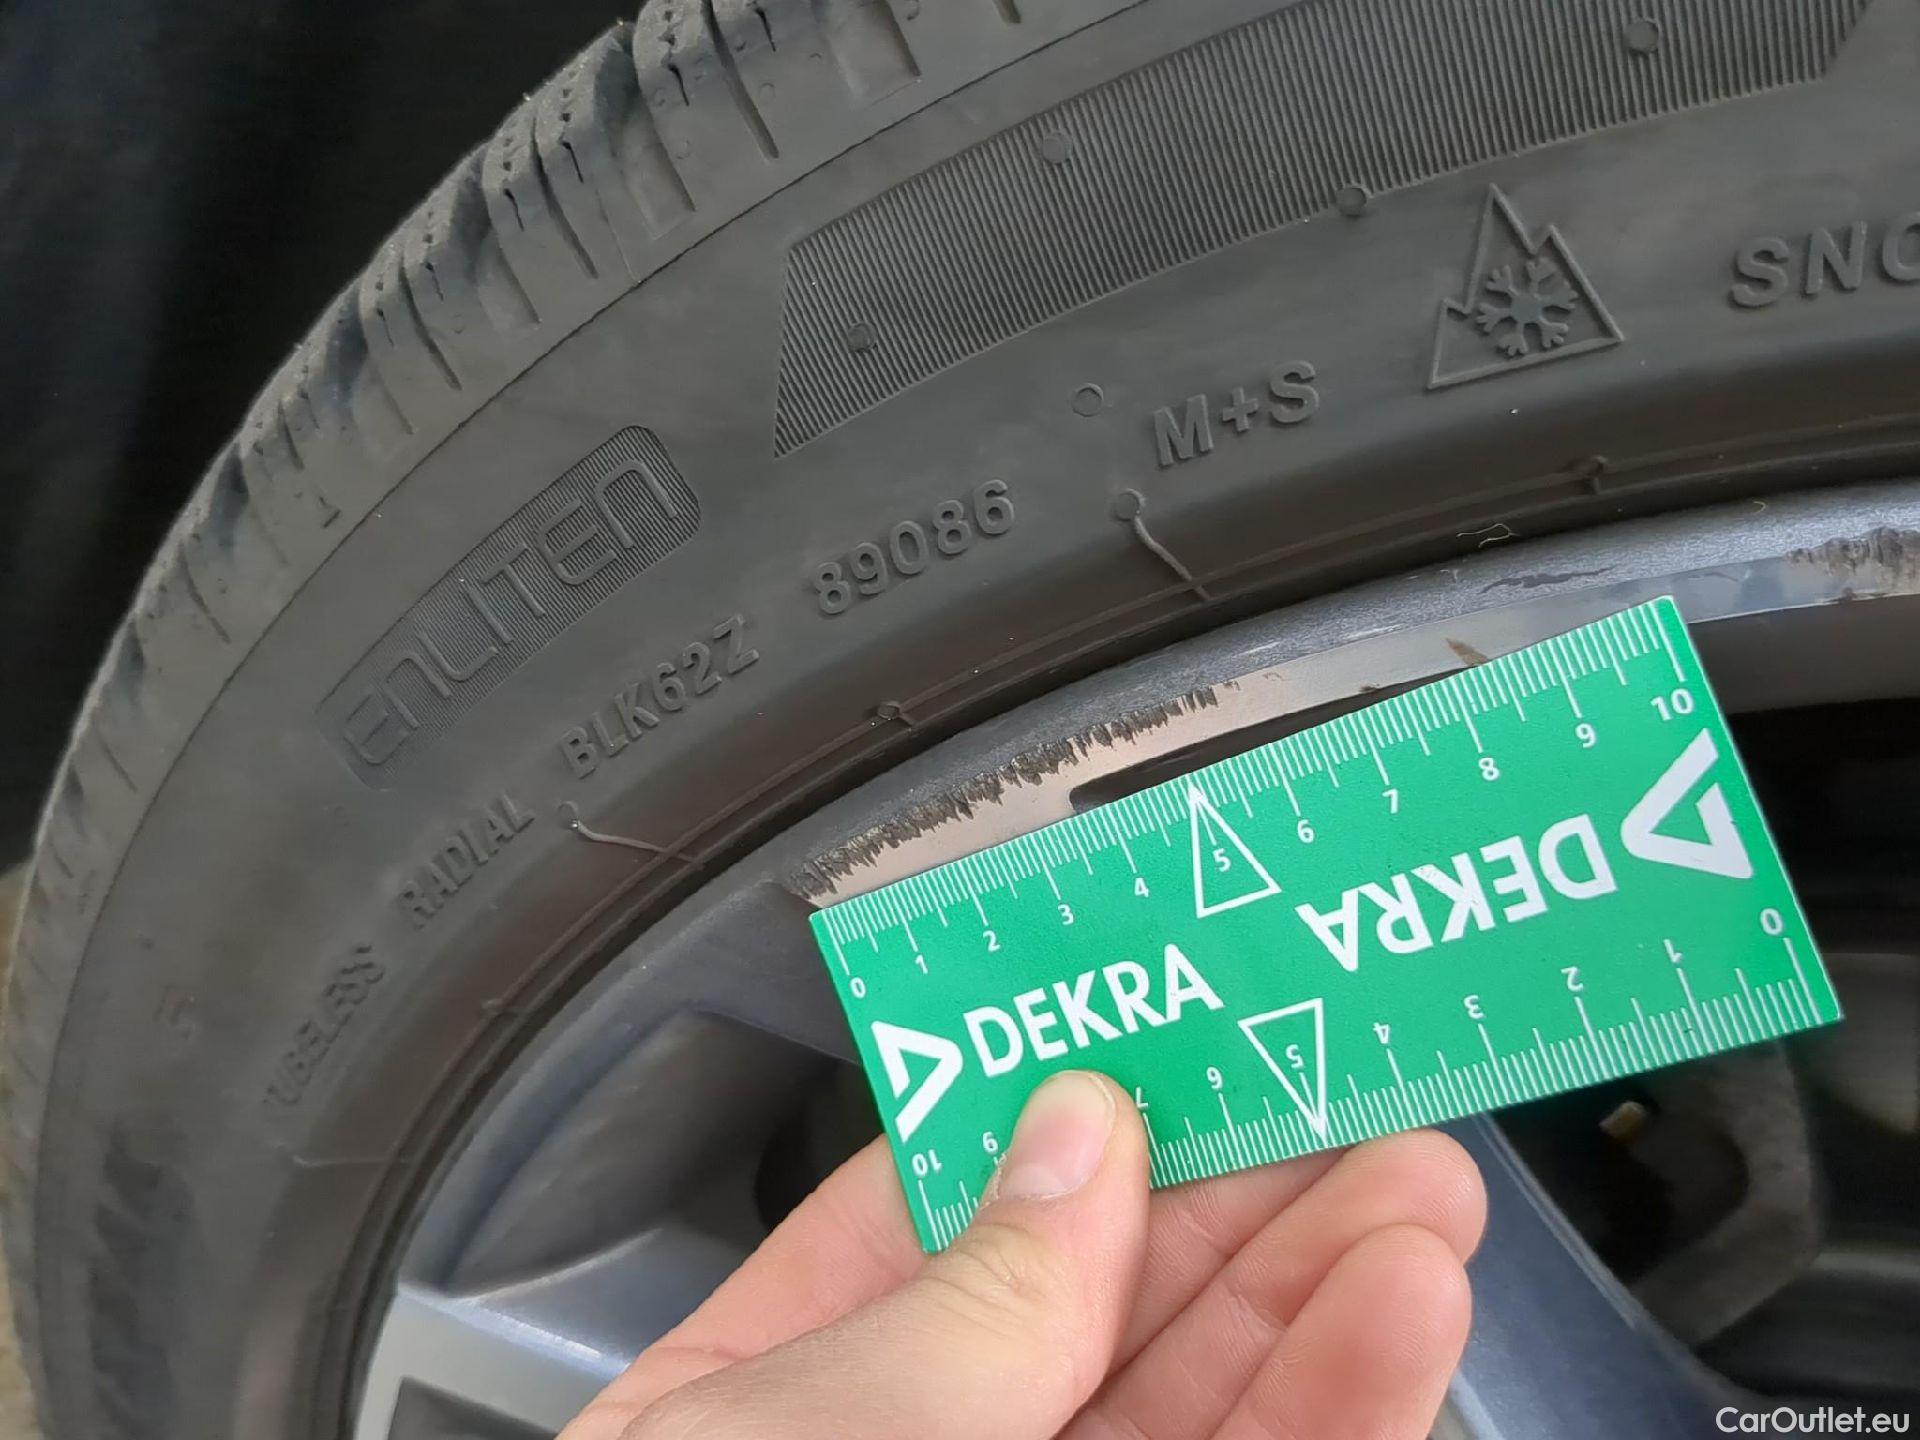 SNO
M+S
ENLITEN
89086
BLK62Z
RADIAL
TUBELESS
0 1 2 3 4 5 6 7 8 9 10
DEKRA
DEKRA
10 9 7 6 5 4 3 2 1 0
CarOutlet.eu